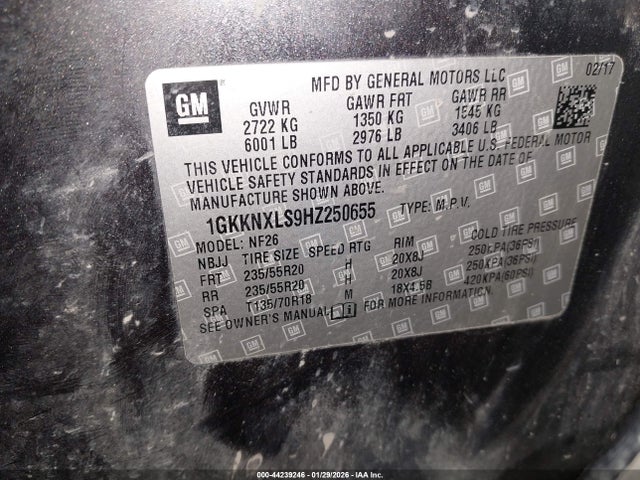 GM
MFD BY GENERAL MOTORS LLC
02/17
GVWR GAWR FRT GAWR RR
2722 KG 1350 KG 1545 KG
6001 LB 2976 LB 3406 LB
THIS VEHICLE CONFORMS TO ALL APPLICABLE U.S. FEDERAL MOTOR
VEHICLE SAFETY STANDARDS IN EFFECT ON THE DATE OF
MANUFACTURE SHOWN ABOVE.
1GKKNXLS9HZ250655 TYPE: M.P.V.
MODEL: NF26
NBJJ TIRE SIZE SPEED RTG RIM COLD TIRE PRESSURE
FRT 235/55R20 H 20X8J 250KPA(36PSI)
RR 235/55R20 H 20X8J 250KPA(36PSI)
SPA T135/70R18 M 18X4.5B 420KPA(60PSI)
SEE OWNER'S MANUAL i FOR MORE INFORMATION.
000-44239246 - 01/29/2026 - IAA Inc.